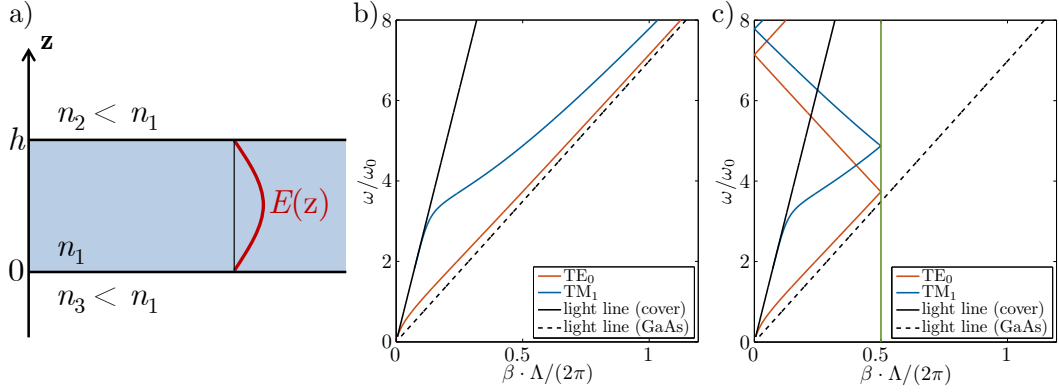 a)
z
n₂ < n₁
h
E(z)
n₁
0
n₃ < n₁
b)
ω/ω₀
8
6
4
2
0
0
0.5
1
β · Λ/(2π)
TE₀
TM₁
light line (cover)
light line (GaAs)
c)
ω/ω₀
8
6
4
2
0
0
0.5
1
β · Λ/(2π)
TE₀
TM₁
light line (cover)
light line (GaAs)